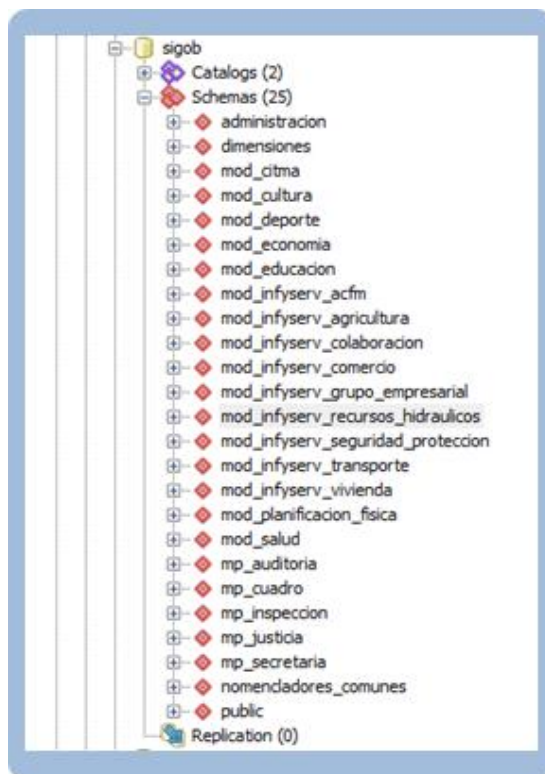 sigob
Catalogs (2)
Schemas (25)
administracion
dimensiones
mod_citma
mod_cultura
mod_deporte
mod_economia
mod_educacion
mod_infyserv_acfm
mod_infyserv_agricultura
mod_infyserv_colaboracion
mod_infyserv_comercio
mod_infyserv_grupo_empresarial
mod_infyserv_recursos_hidraulicos
mod_infyserv_seguridad_proteccion
mod_infyserv_transporte
mod_infyserv_vivienda
mod_planificacion_fisica
mod_salud
mp_auditoria
mp_cuadro
mp_inspeccion
mp_justicia
mp_secretaria
nomencladores_comunes
public
Replication (0)